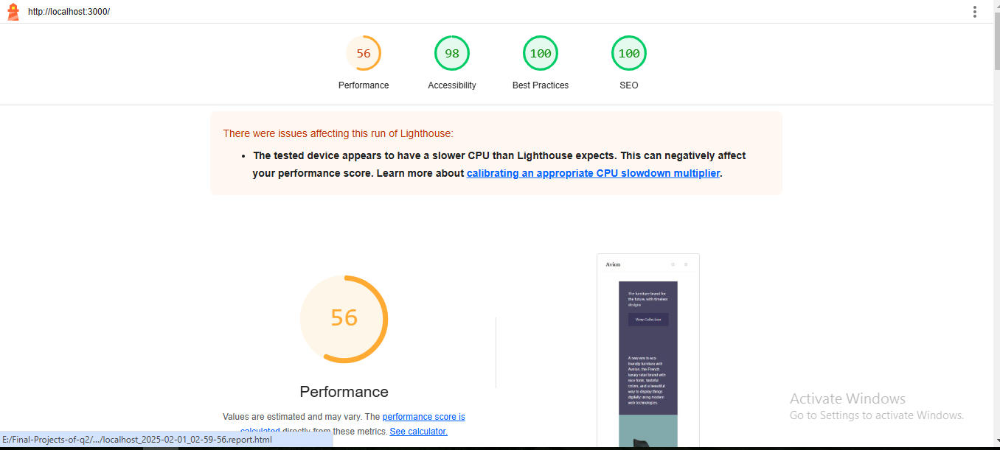 http://localhost:3000/
56
98
100
100
Performance
Accessibility
Best Practices
SEO
There were issues affecting this run of Lighthouse:
• The tested device appears to have a slower CPU than Lighthouse expects. This can negatively affect
your performance score. Learn more about calibrating an appropriate CPU slowdown multiplier.
56
Performance
Values are estimated and may vary. The performance score is
calculated directly from these metrics. See calculator.
Avion
The furniture brand for
the future, with timeless
designs
View Collection
A new era in eco-
friendly furniture with
Avelon, the French
luxury retail brand with
nice fonts, tasteful
colors, and a beautiful
way to display things
digitally using modern
web technologies.
Activate Windows
Go to Settings to activate Windows.
E:/Final-Projects-of-q2/.../localhost_2025-02-01_02-59-56.report.html